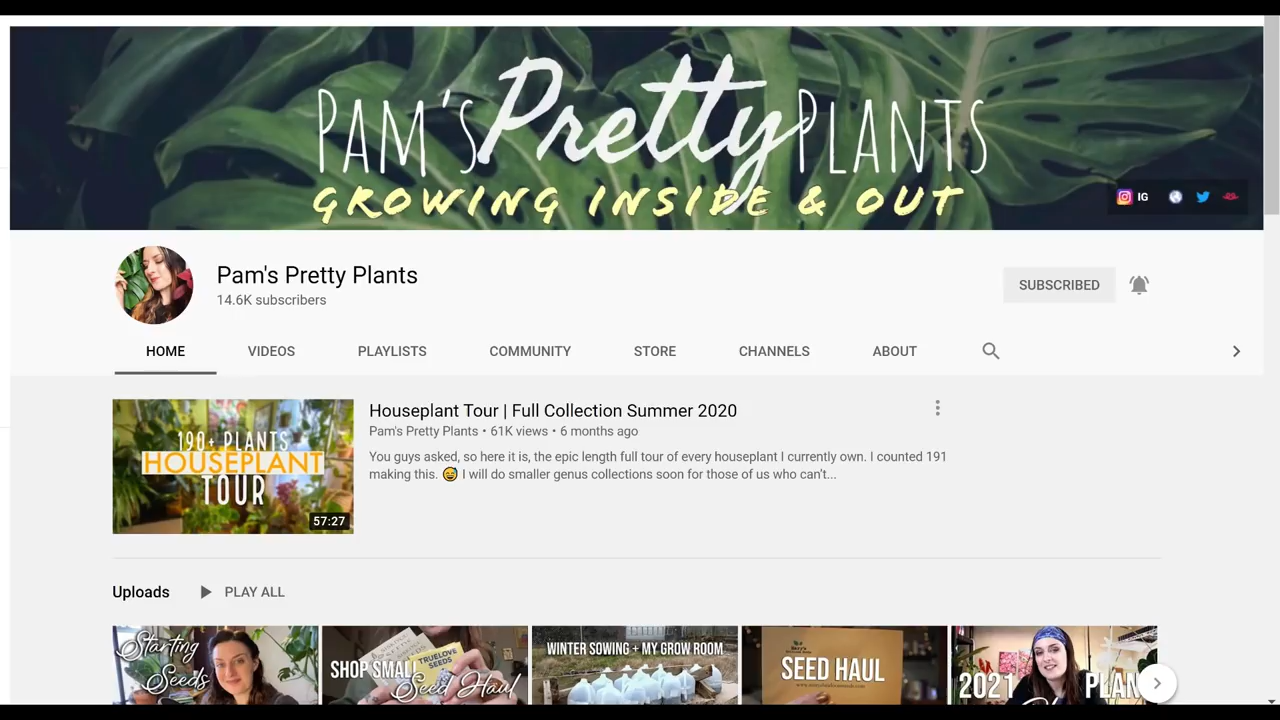 PAM'S Pretty PLANTS
GROWING INSIDE & OUT
IG
Pam's Pretty Plants
14.6K subscribers
SUBSCRIBED
HOME VIDEOS PLAYLISTS COMMUNITY STORE CHANNELS ABOUT
190+ PLANTS
HOUSEPLANT
TOUR
57:27
Houseplant Tour | Full Collection Summer 2020
Pam's Pretty Plants • 61K views • 6 months ago
You guys asked, so here it is, the epic length full tour of every houseplant I currently own. I counted 191
making this. 😅 I will do smaller genus collections soon for those of us who can't...
Uploads PLAY ALL
Starting
Seeds
TRUELOVE
SEEDS
SHOP SMALL
Seed Haul
WINTER SOWING + MY GROW ROOM
SEED HAUL
2021 PLAN